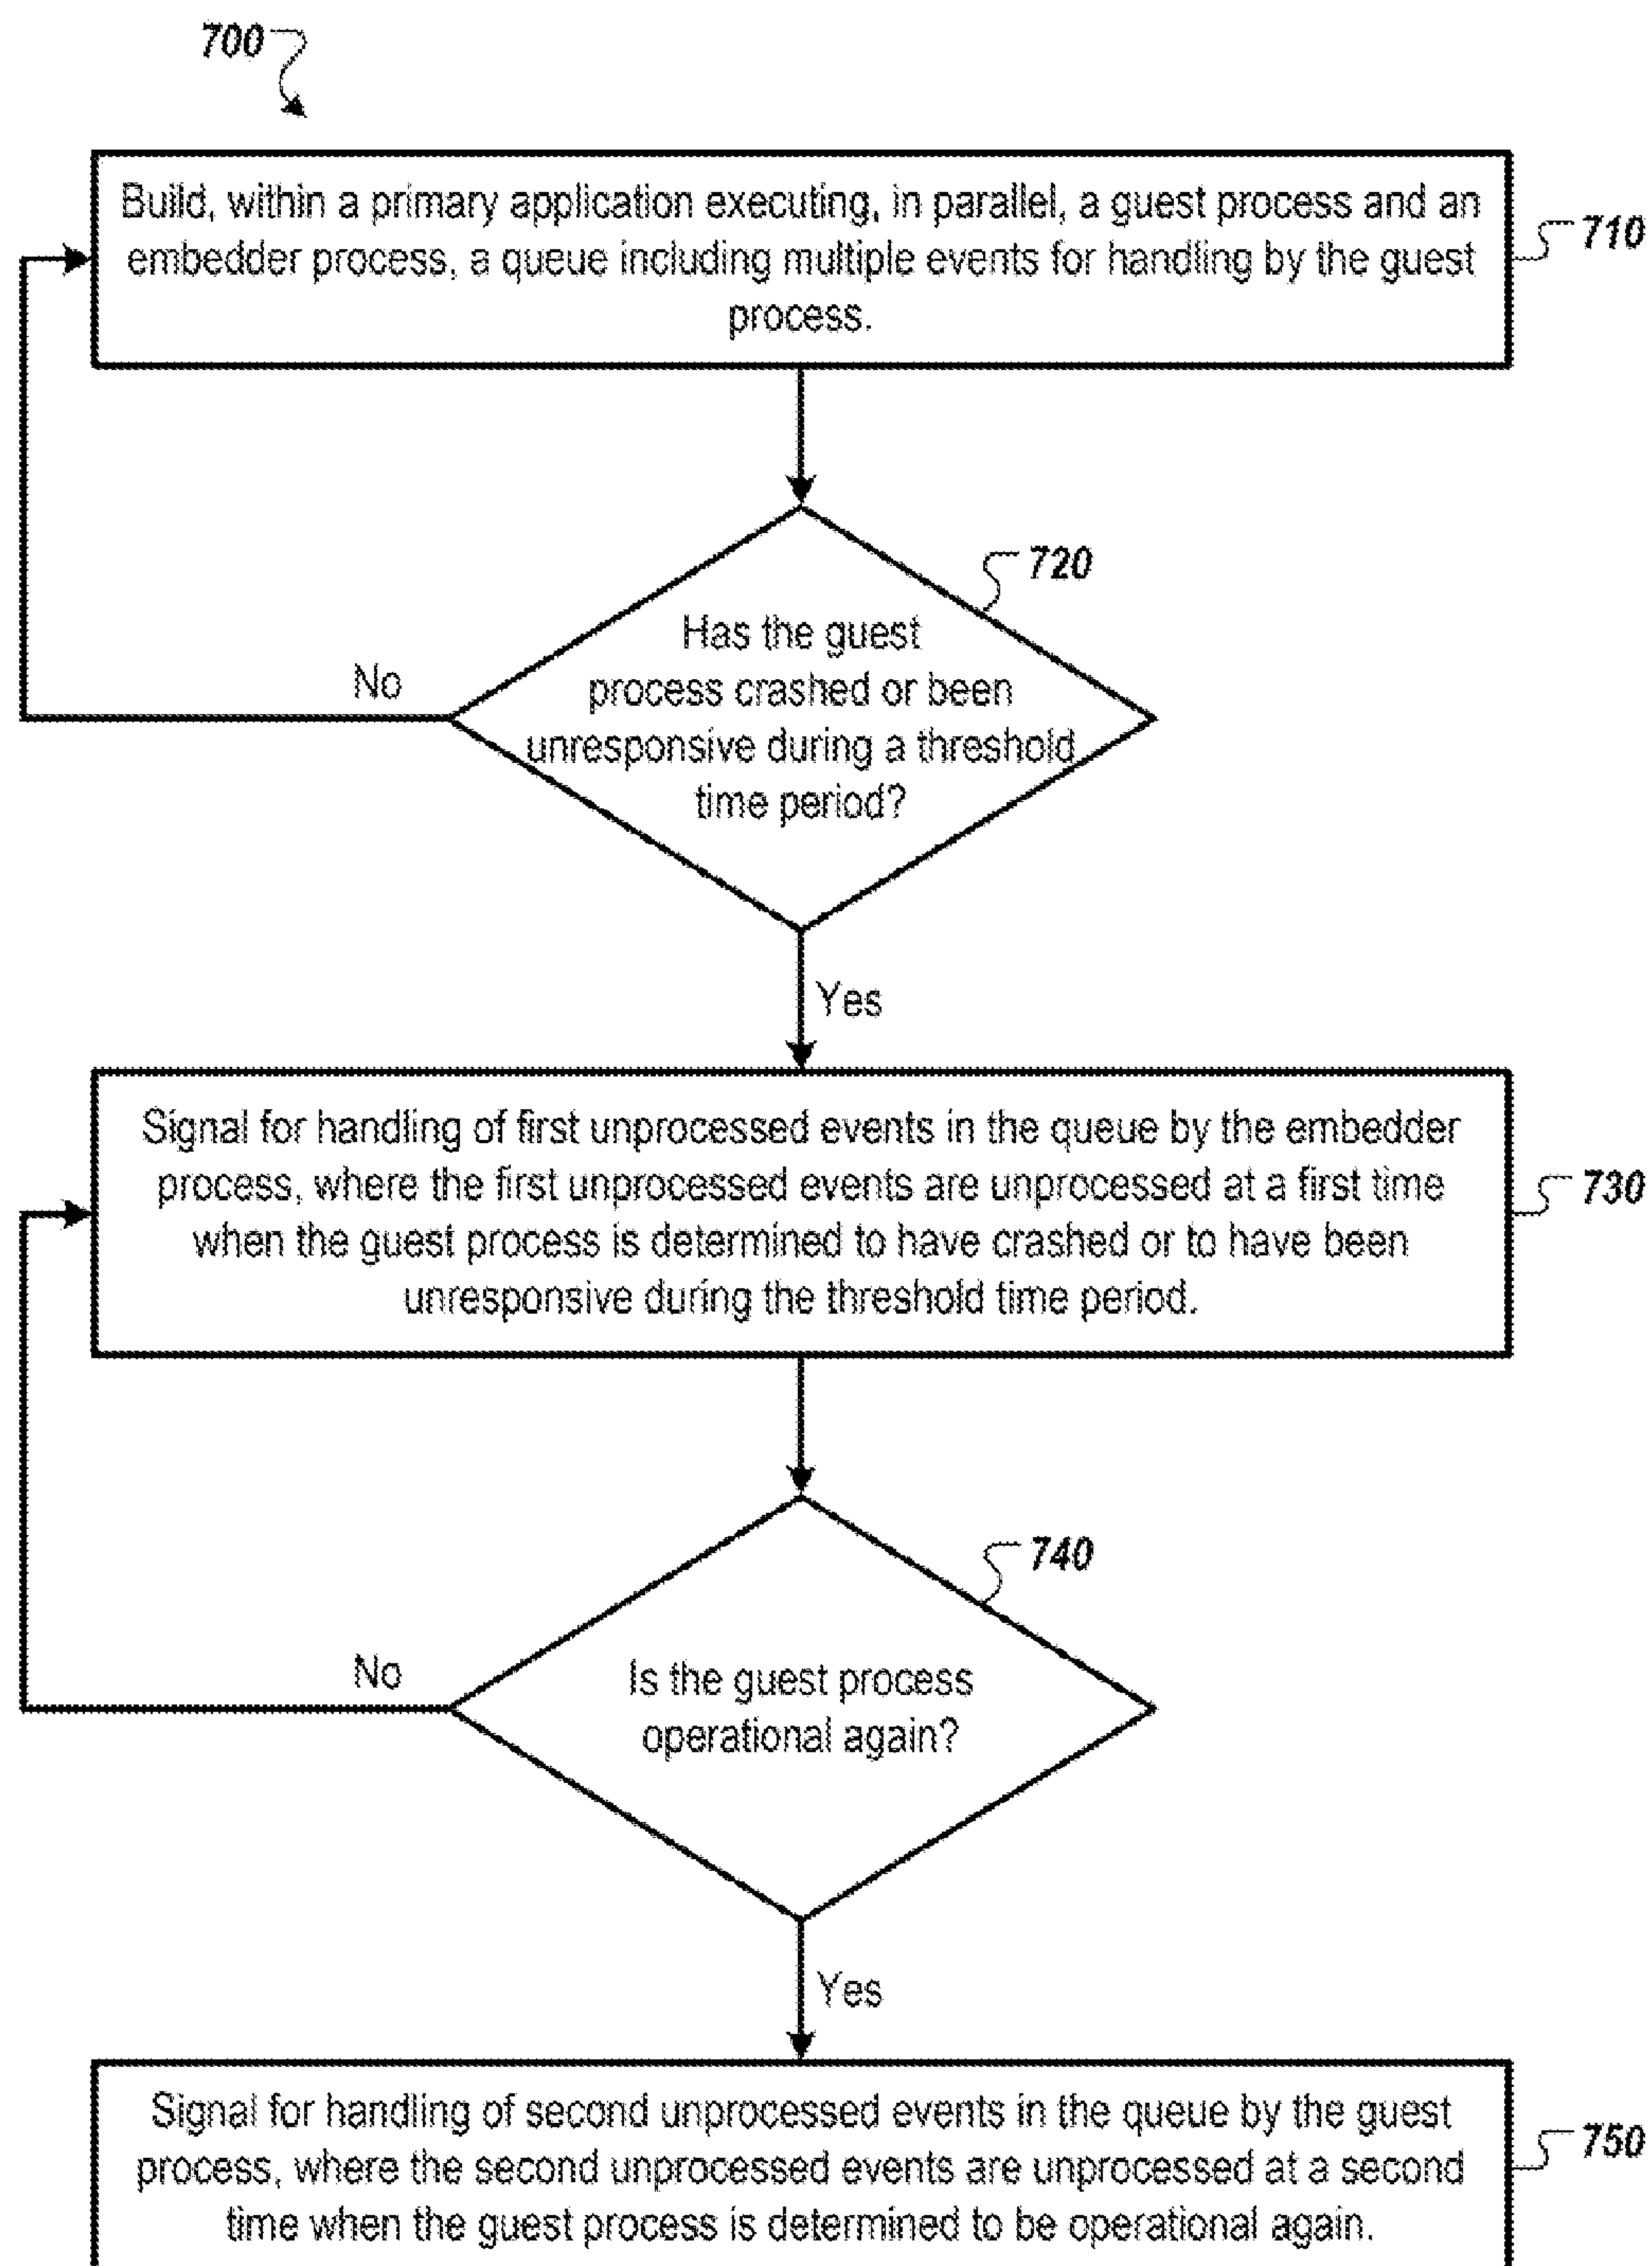 700
Build, within a primary application executing, in parallel, a guest process and an
embedder process, a queue including multiple events for handling by the guest
process.
710
720
Has the guest
process crashed or been
unresponsive during a threshold
time period?
No
Yes
Signal for handling of first unprocessed events in the queue by the embedder
process, where the first unprocessed events are unprocessed at a first time
when the guest process is determined to have crashed or to have been
unresponsive during the threshold time period.
730
740
Is the guest process
operational again?
No
Yes
Signal for handling of second unprocessed events in the queue by the guest
process, where the second unprocessed events are unprocessed at a second
time when the guest process is determined to be operational again.
750